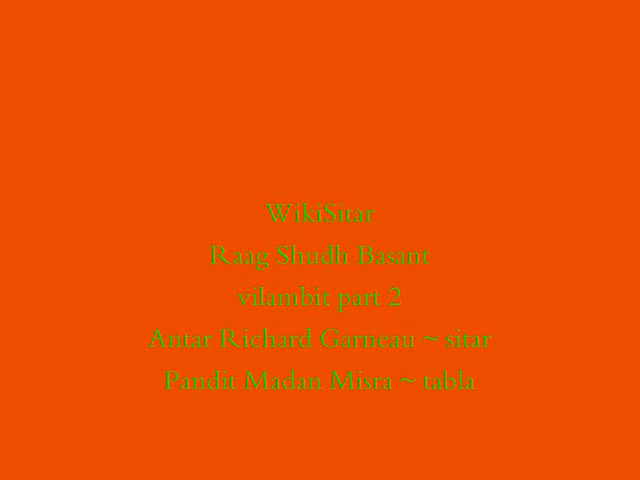 WikiSitar
Raag Shudh Basant
vilambit part 2
Antar Richard Garneau ~ sitar
Pandit Madan Misra ~ tabla